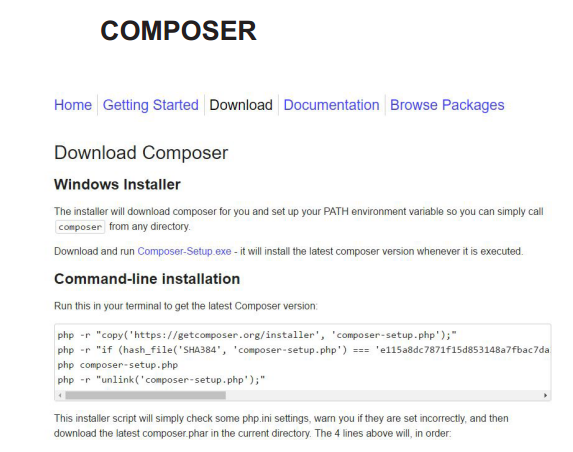 COMPOSER
Home Getting Started Download Documentation Browse Packages
Download Composer
Windows Installer
The installer will download composer for you and set up your PATH environment variable so you can simply call
composer from any directory.
Download and run Composer-Setup.exe - it will install the latest composer version whenever it is executed.
Command-line installation
Run this in your terminal to get the latest Composer version:
php -r "copy('https://getcomposer.org/installer', 'composer-setup.php');"
php -r "if (hash_file('SHA384', 'composer-setup.php') === 'e115a8dc7871f15d853148a7fbac7da
php composer-setup.php
php -r "unlink('composer-setup.php');"
This installer script will simply check some php.ini settings, warn you if they are set incorrectly, and then
download the latest composer.phar in the current directory. The 4 lines above will, in order: